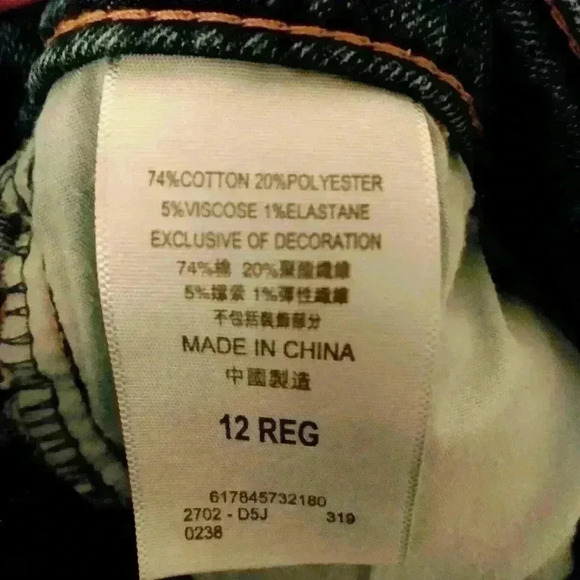 74%COTTON 20%POLYESTER
5%VISCOSE 1%ELASTANE
EXCLUSIVE OF DECORATION
74%棉 20%聚酯纖維
5%嫘縈 1%彈性纖維
不包括裝飾部分
MADE IN CHINA
中國製造
12 REG
617845732180
2702 - D5J 319
0238